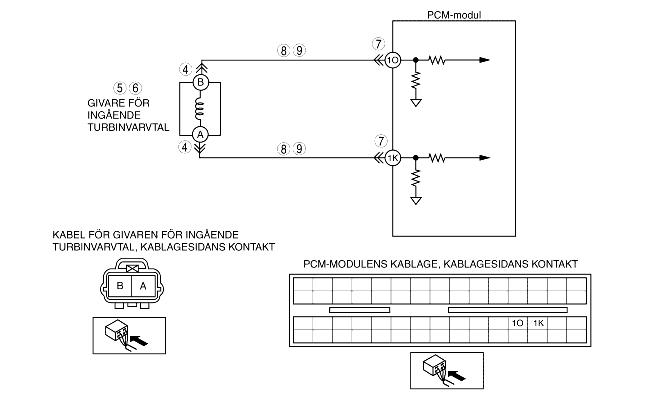 PCM-modul
8 9
7
1O
4
B
5 6
GIVARE FÖR
INGÅENDE
TURBINVARVTAL
A
4
8 9
7
1K
KABEL FÖR GIVAREN FÖR INGÅENDE
TURBINVARVTAL, KABLAGESIDANS KONTAKT
B A
PCM-MODULENS KABLAGE, KABLAGESIDANS KONTAKT
1O 1K